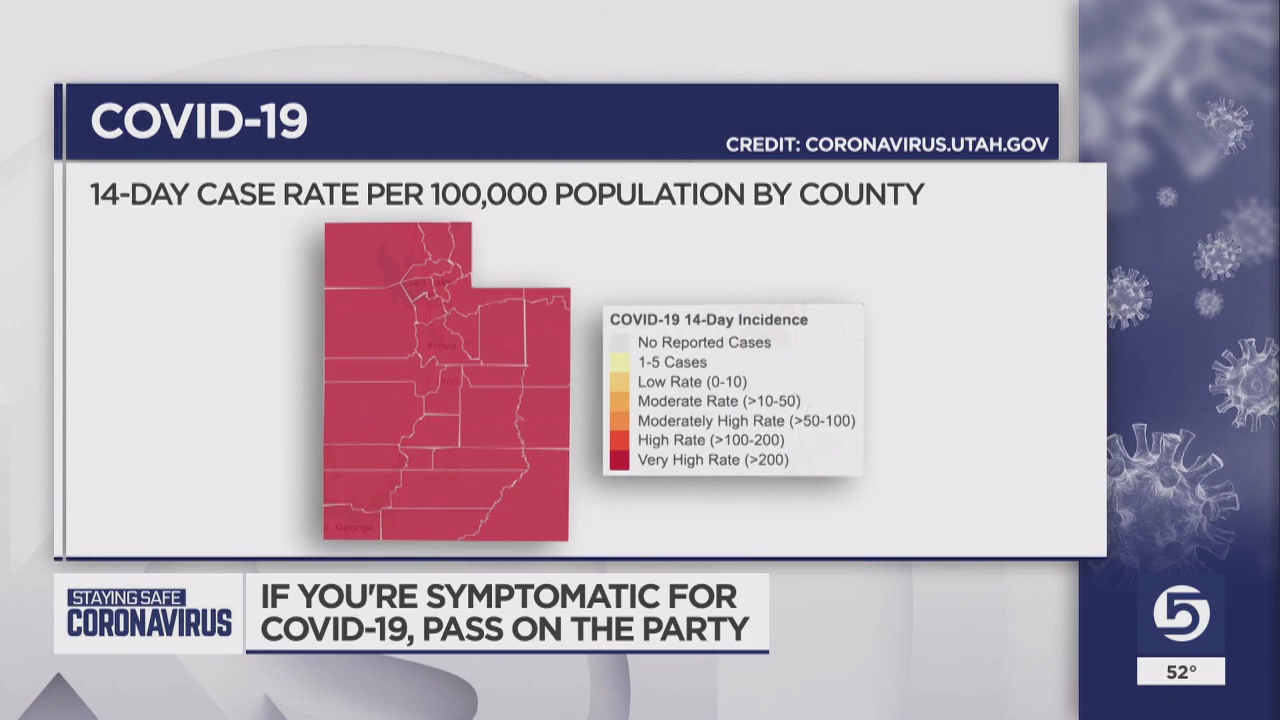 COVID-19
CREDIT: CORONAVIRUS.UTAH.GOV
14-DAY CASE RATE PER 100,000 POPULATION BY COUNTY
Provo
George
COVID-19 14-Day Incidence
No Reported Cases
1-5 Cases
Low Rate (0-10)
Moderate Rate (>10-50)
Moderately High Rate (>50-100)
High Rate (>100-200)
Very High Rate (>200)
STAYING SAFE
CORONAVIRUS
IF YOU'RE SYMPTOMATIC FOR
COVID-19, PASS ON THE PARTY
5
52°